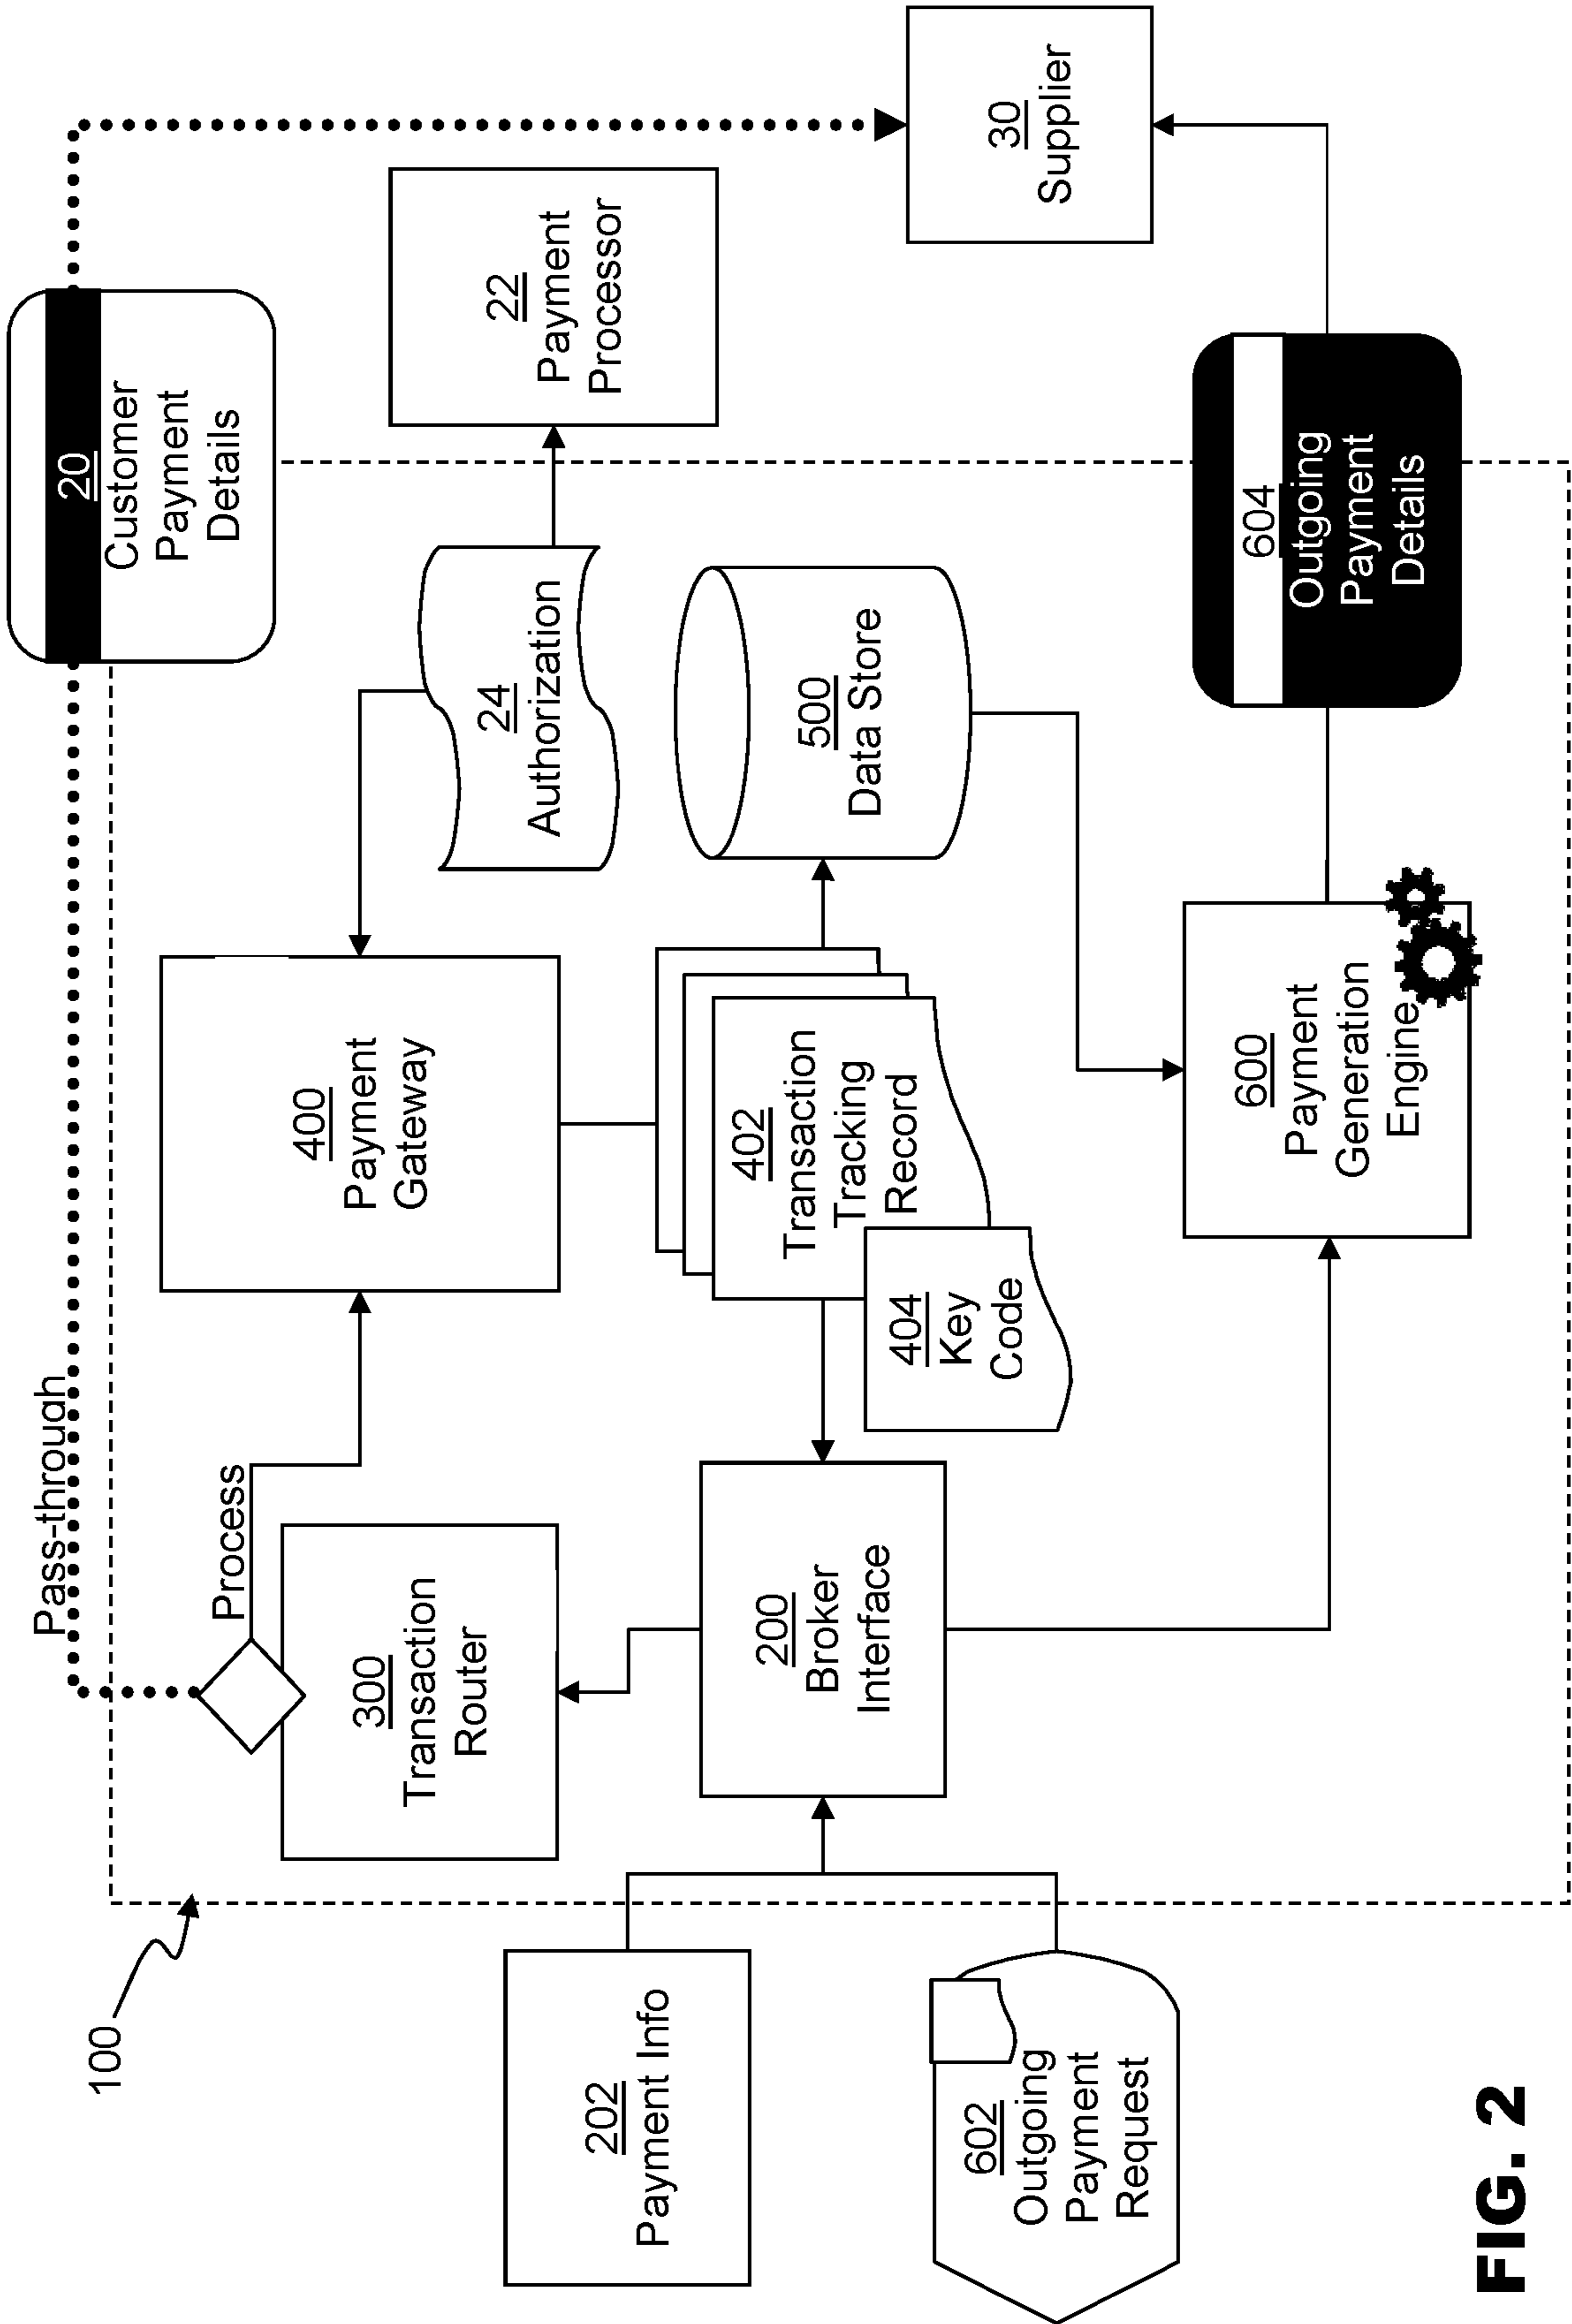 100
Pass-through
20
Customer
Payment
Details
Process
300
Transaction
Router
400
Payment
Gateway
24
Authorization
22
Payment
Processor
202
Payment Info
200
Broker
Interface
402
Transaction
Tracking
Record
404
Key
Code
500
Data Store
30
Supplier
602
Outgoing
Payment
Request
600
Payment
Generation
Engine
604
Outgoing
Payment
Details
FIG. 2